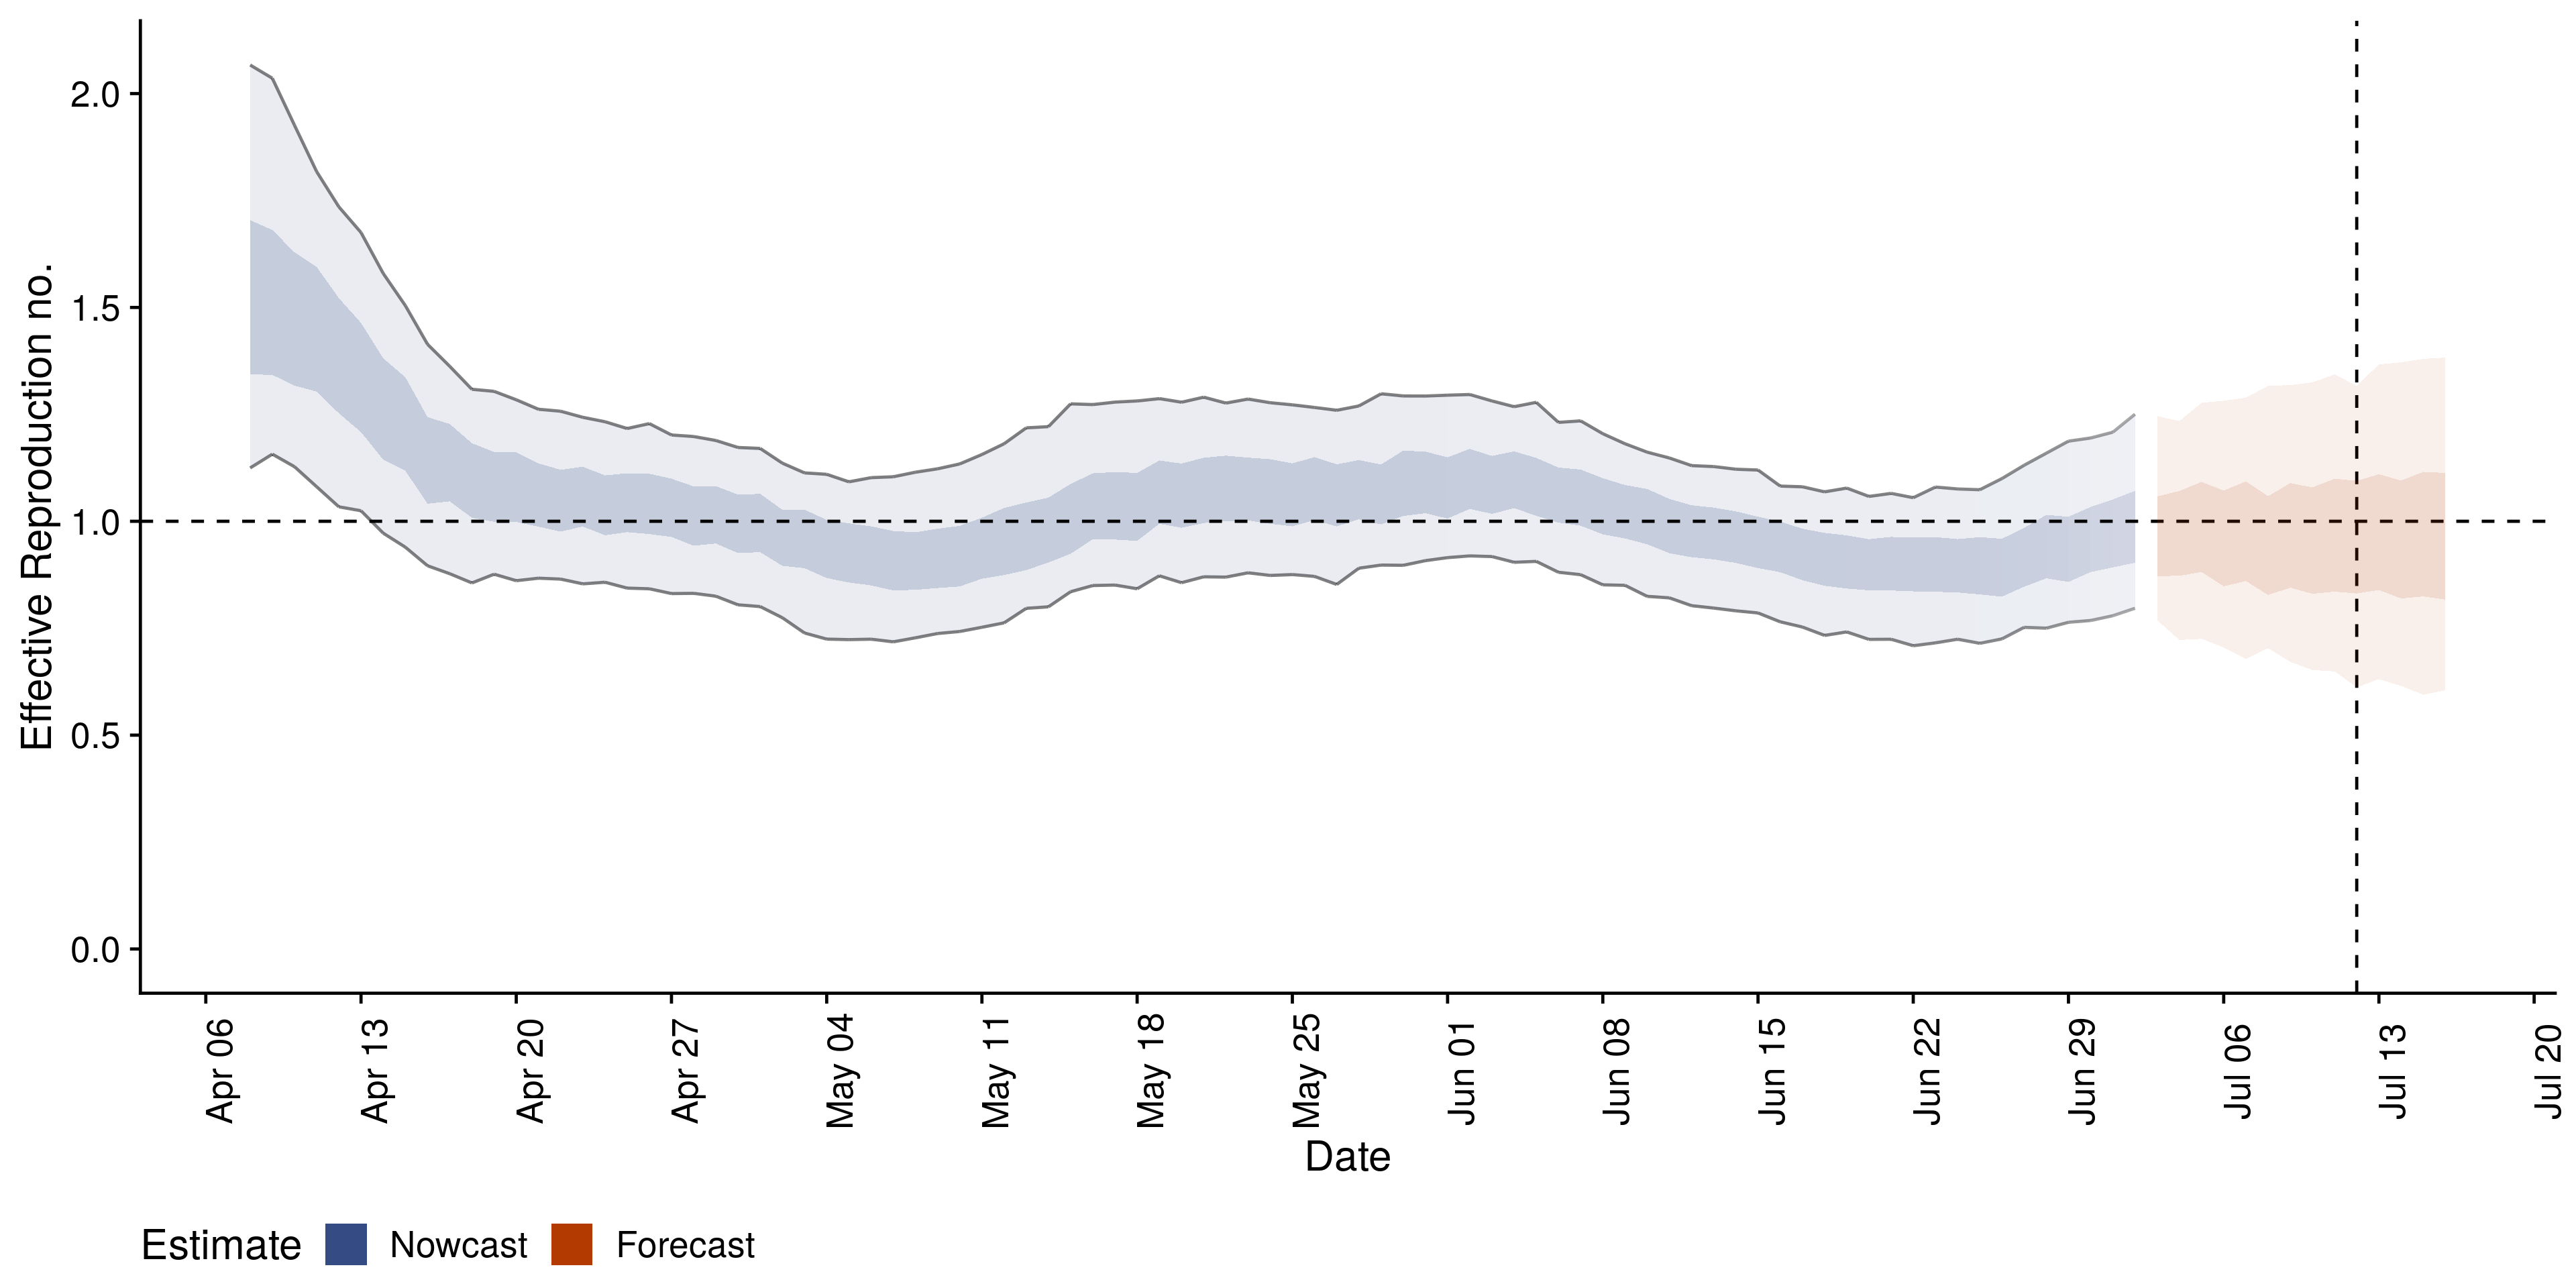 Effective Reproduction no.
2.0
1.5
1.0
0.5
0.0
Apr 06
Apr 13
Apr 20
Apr 27
May 04
May 11
May 18
May 25
Jun 01
Jun 08
Jun 15
Jun 22
Jun 29
Jul 06
Jul 13
Jul 20
Date
Estimate Nowcast Forecast